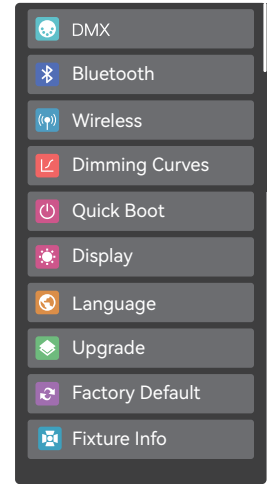 DMX
Bluetooth
Wireless
Dimming Curves
Quick Boot
Display
Language
Upgrade
Factory Default
Fixture Info